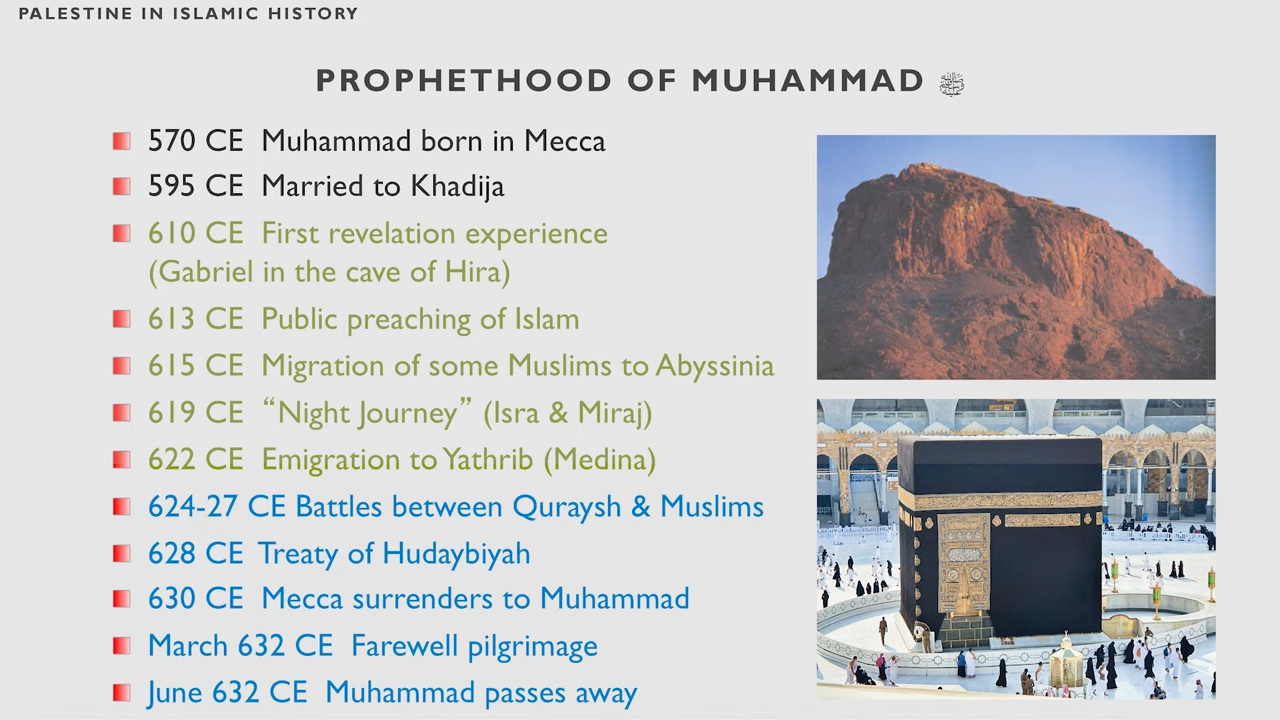 PALESTINE IN ISLAMIC HISTORY
PROPHETHOOD OF MUHAMMAD ﷺ
570 CE Muhammad born in Mecca
595 CE Married to Khadija
610 CE First revelation experience
(Gabriel in the cave of Hira)
613 CE Public preaching of Islam
615 CE Migration of some Muslims to Abyssinia
619 CE “Night Journey” (Isra & Miraj)
622 CE Emigration to Yathrib (Medina)
624-27 CE Battles between Quraysh & Muslims
628 CE Treaty of Hudaybiyah
630 CE Mecca surrenders to Muhammad
March 632 CE Farewell pilgrimage
June 632 CE Muhammad passes away